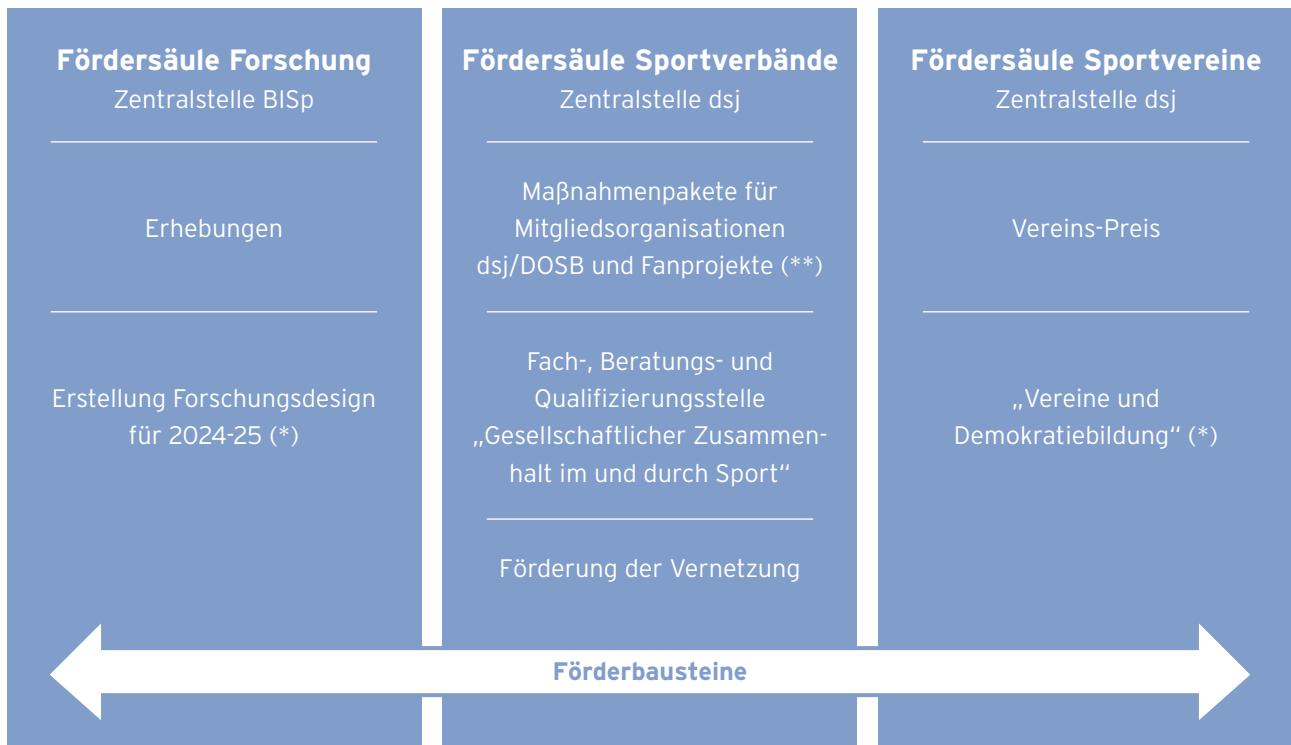 Fördersäule Forschung
Zentralstelle BISp
Erhebungen
Erstellung Forschungsdesign
für 2024-25 (*)
Fördersäule Sportverbände
Zentralstelle dsj
Maßnahmenpakete für
Mitgliedsorganisationen
dsj/DOSB und Fanprojekte (**)
Fach-, Beratungs- und
Qualifizierungsstelle
„Gesellschaftlicher Zusammen-
halt im und durch Sport“
Förderung der Vernetzung
Fördersäule Sportvereine
Zentralstelle dsj
Vereins-Preis
„Vereine und
Demokratiebildung“ (*)
Förderbausteine